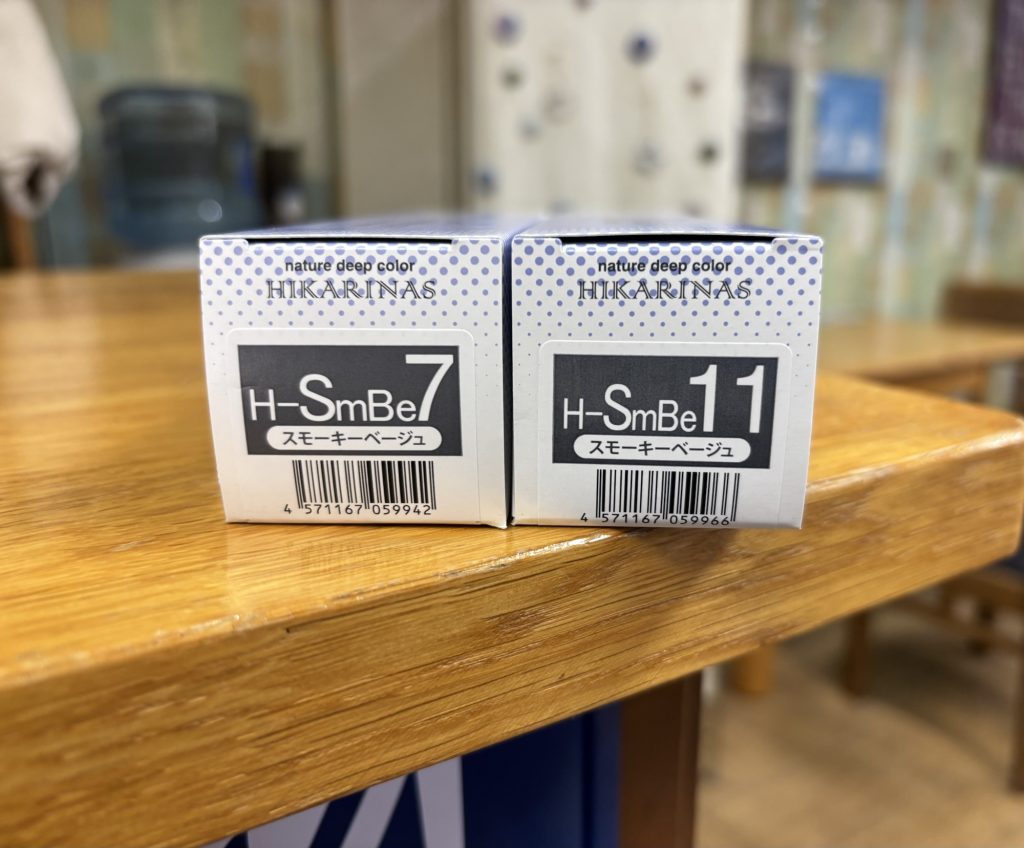 nature deep color
HIKARINAS
H-SmBe7
スモーキーベージュ
4 571167 059942
nature deep color
HIKARINAS
H-SmBe11
スモーキーベージュ
4 571167 059966